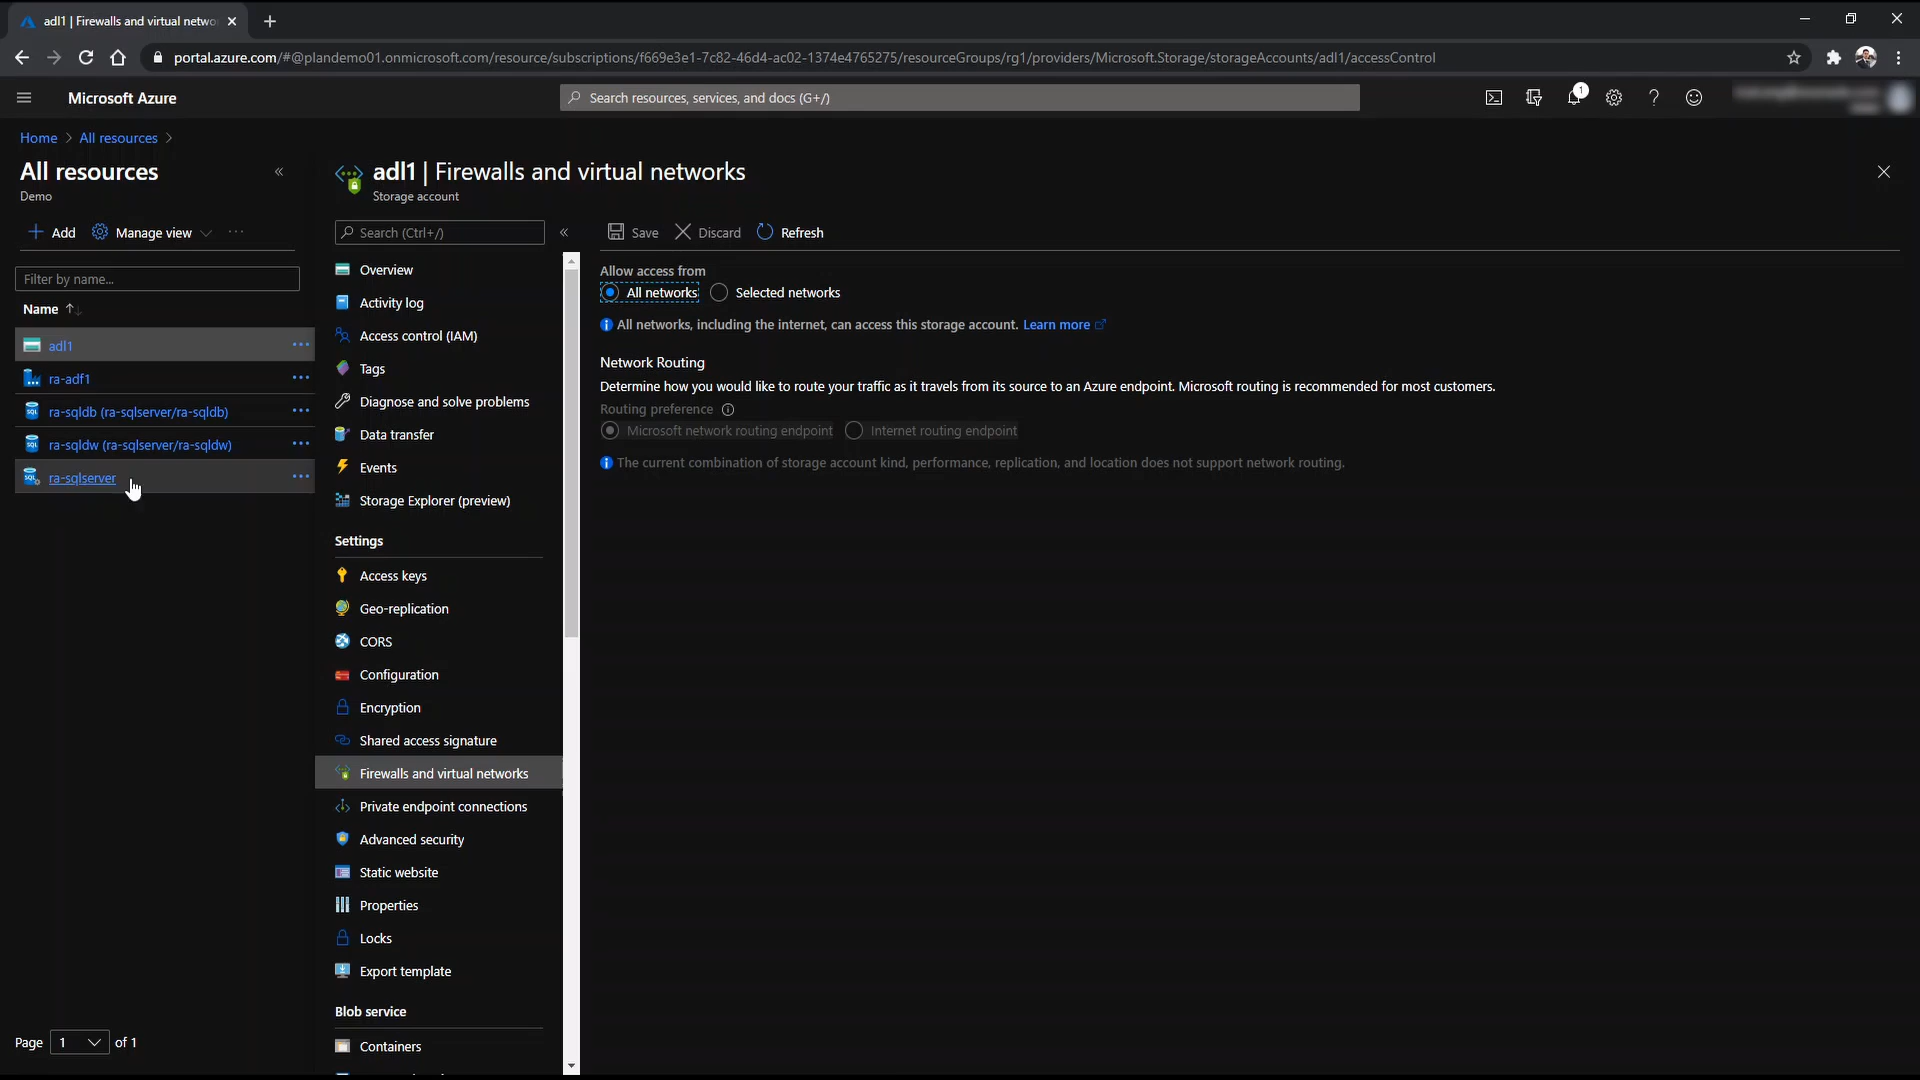 adl1 | Firewalls and virtual netwo
portal.azure.com/#@plandemo01.onmicrosoft.com/resource/subscriptions/f669e3e1-7c82-46d4-ac02-1374e4765275/resourceGroups/rg1/providers/Microsoft.Storage/storageAccounts/adl1/accessControl
Microsoft Azure
Search resources, services, and docs (G+/)
1
Home > All resources >
All resources
Demo
Add
Manage view
Filter by name...
Name
adl1
ra-adf1
ra-sqldb (ra-sqlserver/ra-sqldb)
ra-sqldw (ra-sqlserver/ra-sqldw)
ra-sqlserver
Page 1 of 1
adl1 | Firewalls and virtual networks
Storage account
Search (Ctrl+/)
Overview
Activity log
Access control (IAM)
Tags
Diagnose and solve problems
Data transfer
Events
Storage Explorer (preview)
Settings
Access keys
Geo-replication
CORS
Configuration
Encryption
Shared access signature
Firewalls and virtual networks
Private endpoint connections
Advanced security
Static website
Properties
Locks
Export template
Blob service
Containers
Save
Discard
Refresh
Allow access from
All networks
Selected networks
All networks, including the internet, can access this storage account. Learn more
Network Routing
Determine how you would like to route your traffic as it travels from its source to an Azure endpoint. Microsoft routing is recommended for most customers.
Routing preference
Microsoft network routing endpoint
Internet routing endpoint
The current combination of storage account kind, performance, replication, and location does not support network routing.